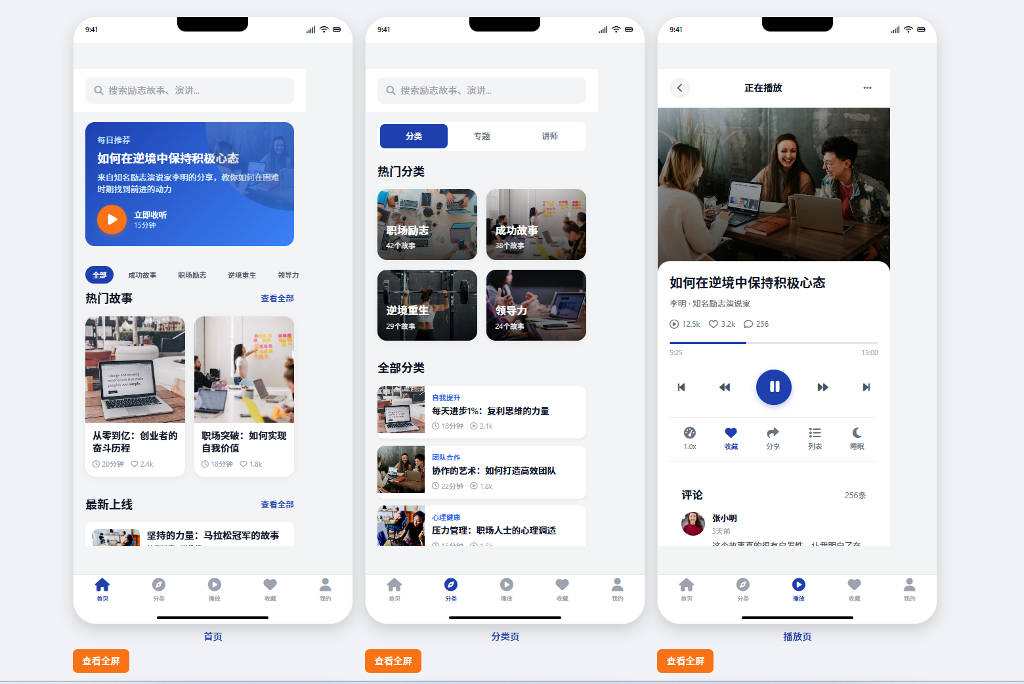 9:41
搜索励志故事、演讲...
每日推荐
如何在逆境中保持积极心态
来自知名励志演说家李明的分享，教你如何在困难
时期找到前进的动力
立即收听
15分钟
全部 成功故事 职场励志 逆境重生 领导力
热门故事 查看全部
从零到亿：创业者的
奋斗历程
20分钟 2.4k
职场突破：如何实现
自我价值
18分钟 1.8k
最新上线 查看全部
坚持的力量：马拉松冠军的故事
首页 分类 播放 收藏 我的
首页
查看全屏
9:41
搜索励志故事、演讲...
分类 专题 讲师
热门分类
职场励志
42个故事
成功故事
38个故事
逆境重生
29个故事
领导力
24个故事
全部分类
自我提升
每天进步1%：复利思维的力量
18分钟 2.1k
团队合作
协作的艺术：如何打造高效团队
22分钟 1.8k
心理健康
压力管理：职场人士的心理调适
首页 分类 播放 收藏 我的
分类页
查看全屏
9:41
正在播放
如何在逆境中保持积极心态
李明 · 知名励志演说家
12.5k 3.2k 256
5:25 15:00
1.0x 收藏 分享 列表 睡眠
评论 256条
张小明
3天前
这个故事真的很有启发性，让我明白了在
首页 分类 播放 收藏 我的
播放页
查看全屏